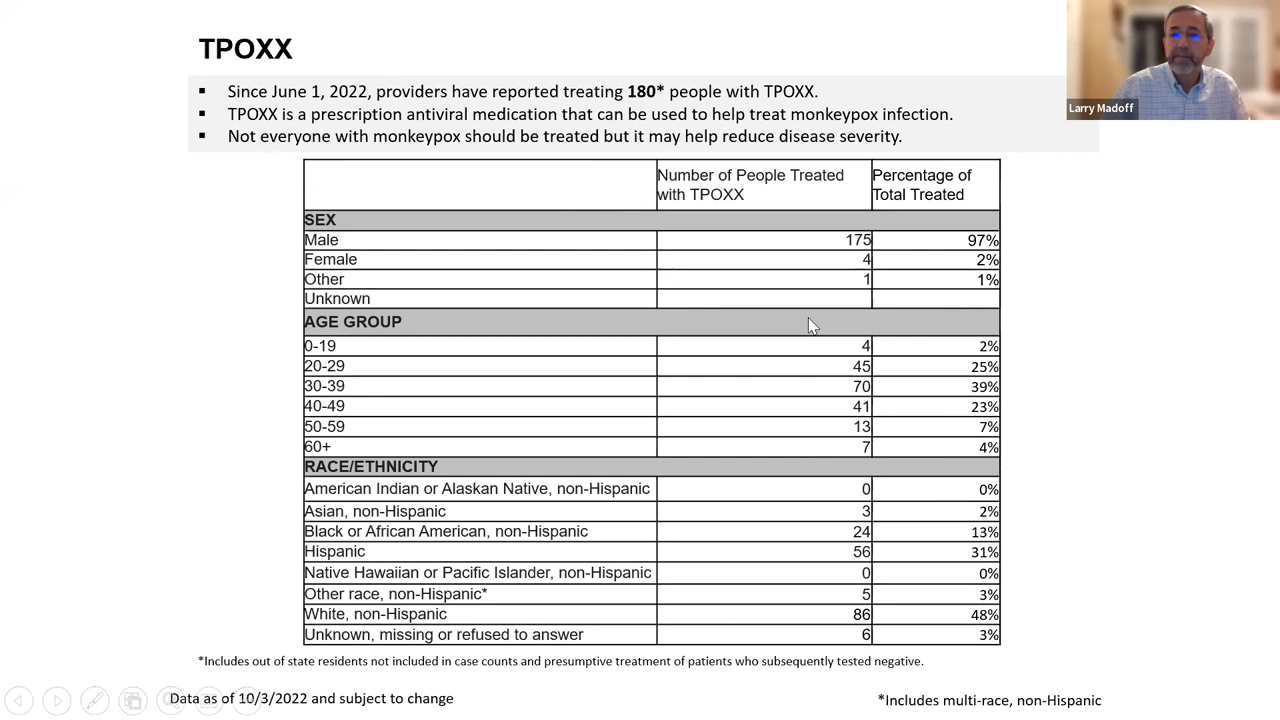 TPOXX
▪ Since June 1, 2022, providers have reported treating 180* people with TPOXX.
▪ TPOXX is a prescription antiviral medication that can be used to help treat monkeypox infection.
▪ Not everyone with monkeypox should be treated but it may help reduce disease severity.
Larry Madoff
Number of People Treated with TPOXX Percentage of Total Treated
SEX
Male 175 97%
Female 4 2%
Other 1 1%
Unknown
AGE GROUP
0-19 4 2%
20-29 45 25%
30-39 70 39%
40-49 41 23%
50-59 13 7%
60+ 7 4%
RACE/ETHNICITY
American Indian or Alaskan Native, non-Hispanic 0 0%
Asian, non-Hispanic 3 2%
Black or African American, non-Hispanic 24 13%
Hispanic 56 31%
Native Hawaiian or Pacific Islander, non-Hispanic 0 0%
Other race, non-Hispanic* 5 3%
White, non-Hispanic 86 48%
Unknown, missing or refused to answer 6 3%
*Includes out of state residents not included in case counts and presumptive treatment of patients who subsequently tested negative.
Data as of 10/3/2022 and subject to change
*Includes multi-race, non-Hispanic